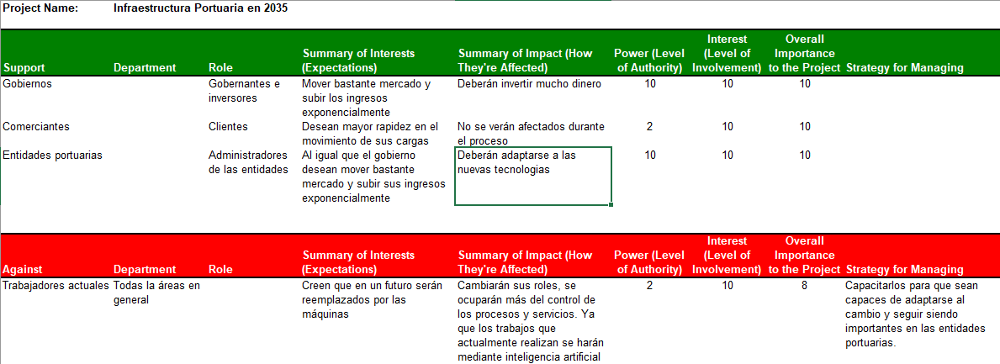 Project Name: Infraestructura Portuaria en 2035
Support Department Role Summary of Interests (Expectations) Summary of Impact (How They're Affected) Power (Level of Authority) Interest (Level of Involvement) Overall Importance to the Project Strategy for Managing
Gobiernos Gobernantes e inversores Mover bastante mercado y subir los ingresos exponencialmente Deberán invertir mucho dinero 10 10 10
Comerciantes Clientes Desean mayor rapidez en el movimiento de sus cargas No se verán afectados durante el proceso 2 10 10
Entidades portuarias Administradores de las entidades Al igual que el gobierno desean mover bastante mercado y subir sus ingresos exponencialmente Deberán adaptarse a las nuevas tecnologias 10 10 10
Against Department Role Summary of Interests (Expectations) Summary of Impact (How They're Affected) Power (Level of Authority) Interest (Level of Involvement) Overall Importance to the Project Strategy for Managing
Trabajadores actuales Todas la áreas en general Creen que en un futuro serán reemplazados por las máquinas Cambiarán sus roles, se ocuparán más del control de los procesos y servicios. Ya que los trabajos que actualmente realizan se harán mediante inteligencia artificial 2 10 8 Capacitarlos para que sean capaces de adaptarse al cambio y seguir siendo importantes en las entidades portuarias.